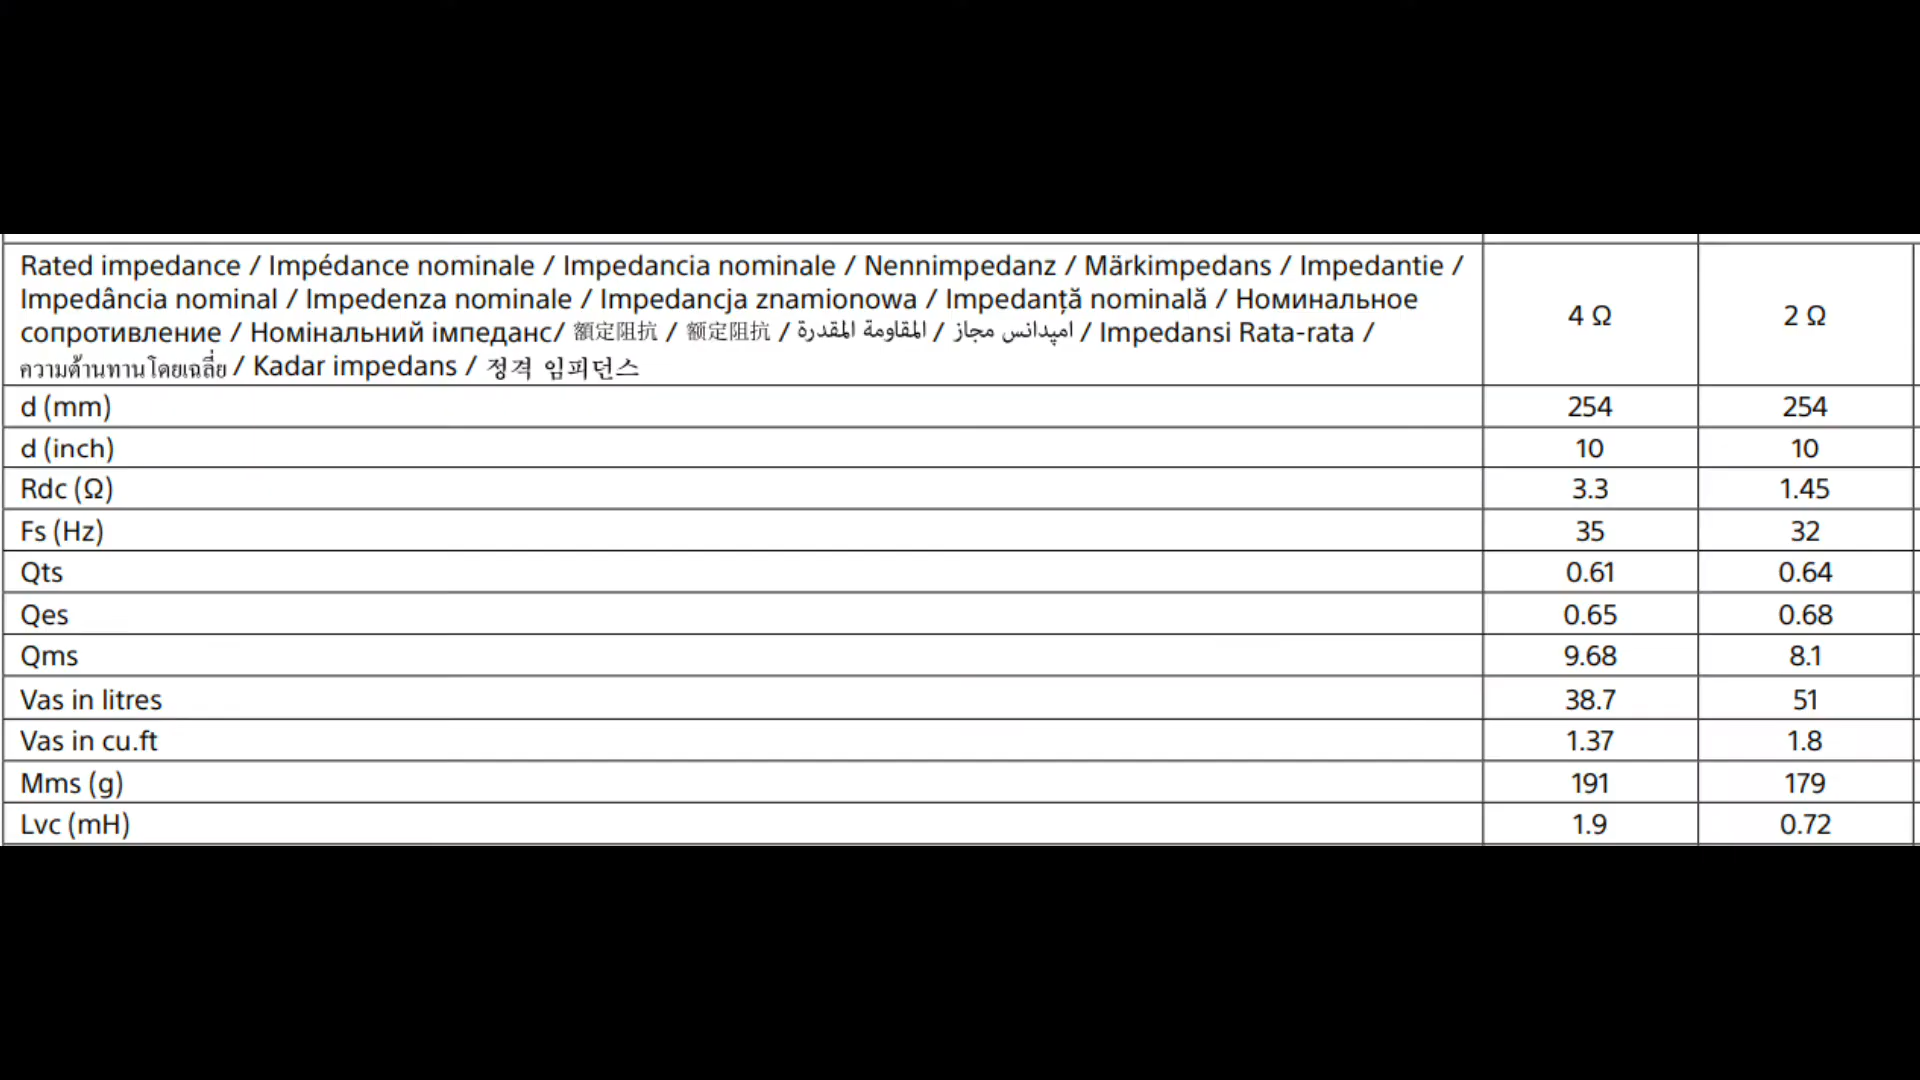 Rated impedance / Impédance nominale / Impedancia nominale / Nennimpedanz / Märkimpedans / Impedantie /
Impedância nominal / Impedenza nominale / Impedancja znamionowa / Impedanță nominală / Номинальное
сопротивление / Номінальний імпеданс/ 額定阻抗 / 额定阻抗 / المقاومة المقدرة / امپدانس مجاز / Impedansi Rata-rata /
ความต้านทานโดยเฉลี่ย / Kadar impedans / 정격 임피던스
4 Ω 2 Ω
d (mm) 254 254
d (inch) 10 10
Rdc (Ω) 3.3 1.45
Fs (Hz) 35 32
Qts 0.61 0.64
Qes 0.65 0.68
Qms 9.68 8.1
Vas in litres 38.7 51
Vas in cu.ft 1.37 1.8
Mms (g) 191 179
Lvc (mH) 1.9 0.72